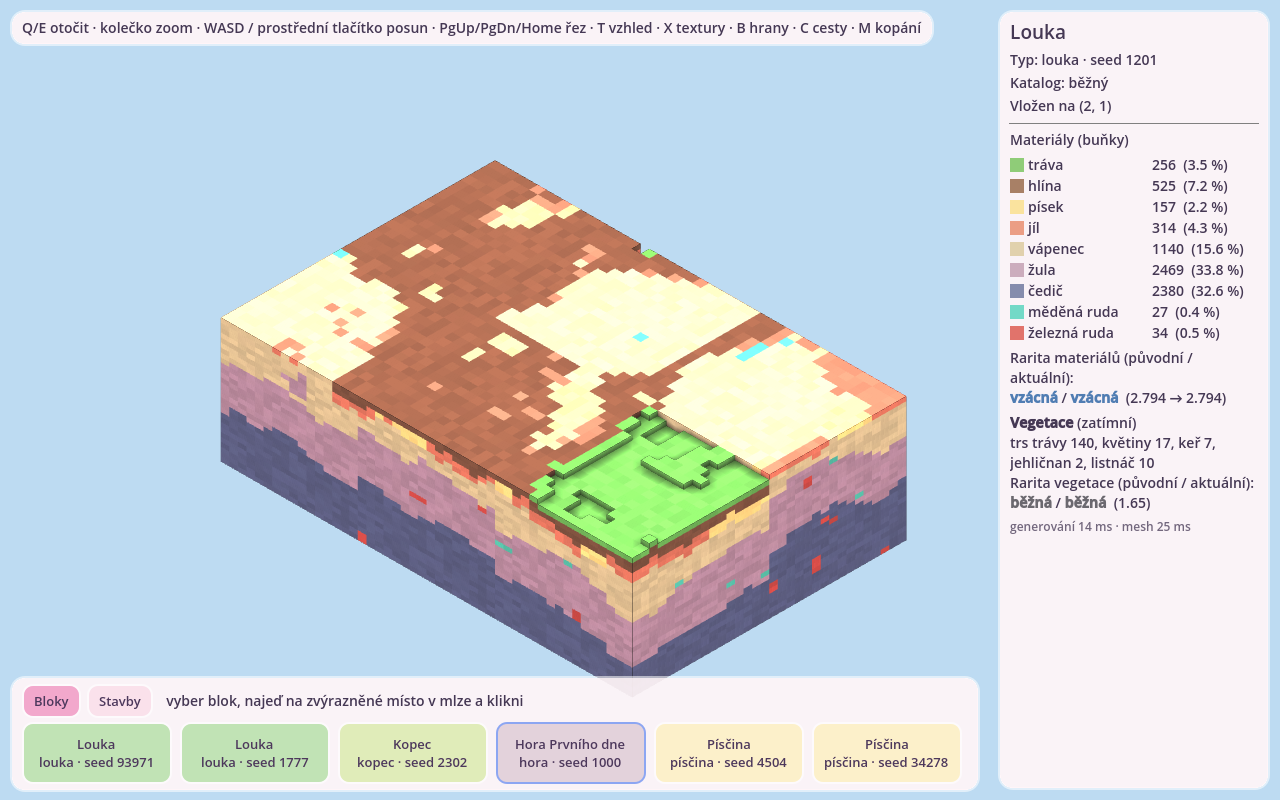 Q/E otočit · kolečko zoom · WASD / prostřední tlačítko posun · PgUp/PgDn/Home řez · T vzhled · X textury · B hrany · C cesty · M kopání
Louka
Typ: louka · seed 1201
Katalog: běžný
Vložen na (2, 1)
Materiály (buňky)
tráva 256 (3.5 %)
hlína 525 (7.2 %)
písek 157 (2.2 %)
jíl 314 (4.3 %)
vápenec 1140 (15.6 %)
žula 2469 (33.8 %)
čedič 2380 (32.6 %)
měděná ruda 27 (0.4 %)
železná ruda 34 (0.5 %)
Rarita materiálů (původní /
aktuální):
vzácná / vzácná (2.794 → 2.794)
Vegetace (zatímní)
trs trávy 140, květiny 17, keř 7,
jehličnan 2, listnáč 10
Rarita vegetace (původní / aktuální):
běžná / běžná (1.65)
generování 14 ms · mesh 25 ms
Bloky Stavby vyber blok, najeď na zvýrazněné místo v mlze a klikni
Louka
louka · seed 93971
Louka
louka · seed 1777
Kopec
kopec · seed 2302
Hora Prvního dne
hora · seed 1000
Písčina
písčina · seed 4504
Písčina
písčina · seed 34278